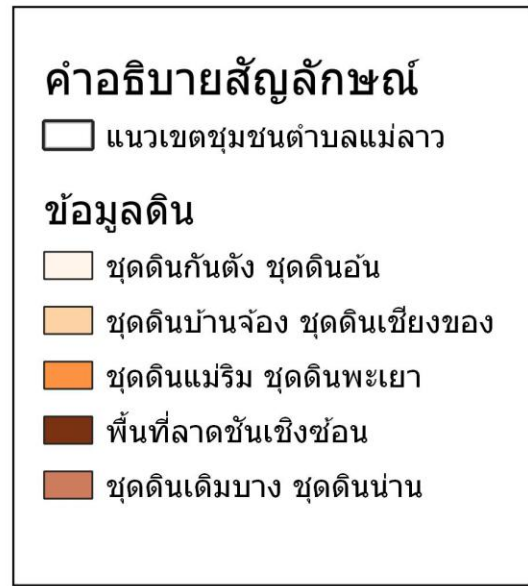 คำอธิบายสัญลักษณ์
แนวเขตชุมชนตำบลแม่ลาว
ข้อมูลดิน
ชุดดินกันตัง ชุดดินอ้น
ชุดดินบ้านจ้อง ชุดดินเชียงของ
ชุดดินแม่ริม ชุดดินพะเยา
พื้นที่ลาดชันเชิงซ้อน
ชุดดินเดิมบาง ชุดดินน่าน